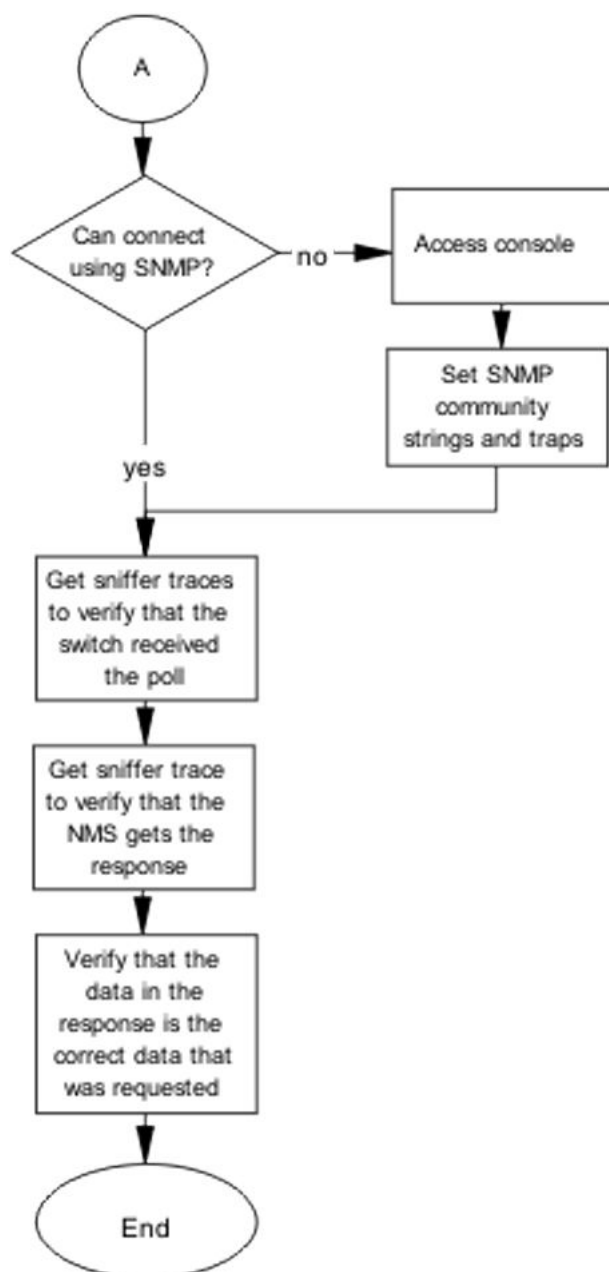 A
Can connect
using SNMP?
no
Access console
Set SNMP
community
strings and traps
yes
Get sniffer traces
to verify that the
switch received
the poll
Get sniffer trace
to verify that the
NMS gets the
response
Verify that the
data in the
response is the
correct data that
was requested
End